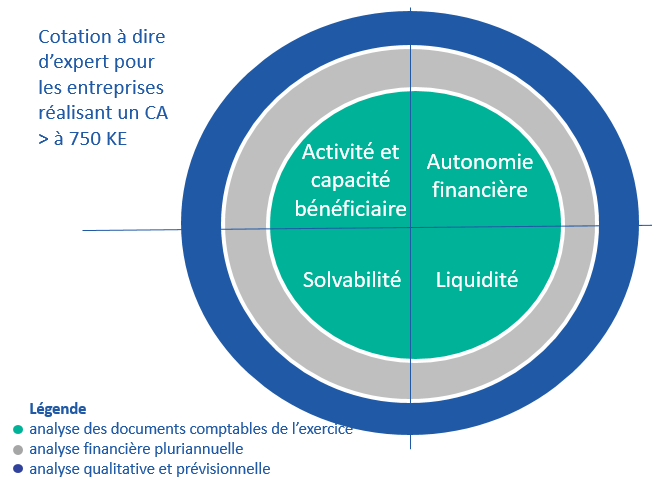 Cotation à dire
d'expert pour
les entreprises
réalisant un CA
> à 750 KE
Activité et
capacité
bénéficiaire
Autonomie
financière
Solvabilité
Liquidité
Légende
analyse des documents comptables de l'exercice
analyse financière pluriannuelle
analyse qualitative et prévisionnelle